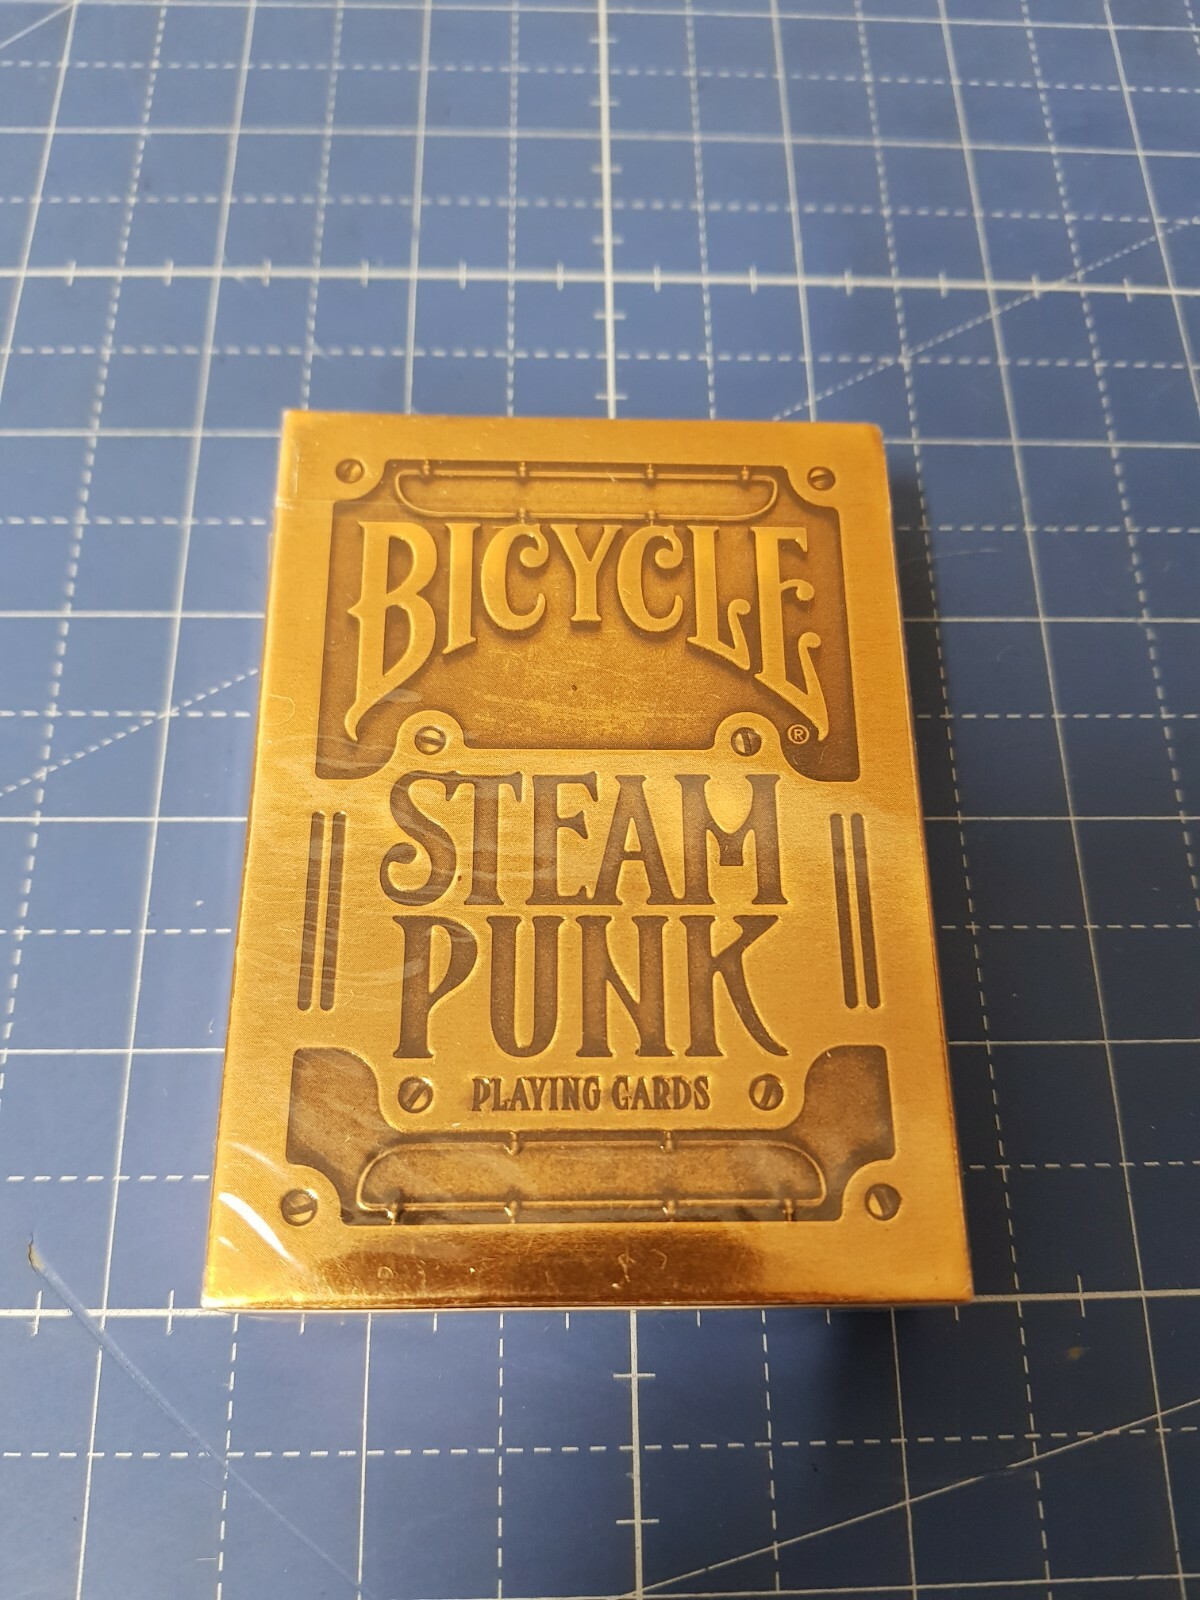 BICYCLE
®
STEAM
PUNK
PLAYING CARDS